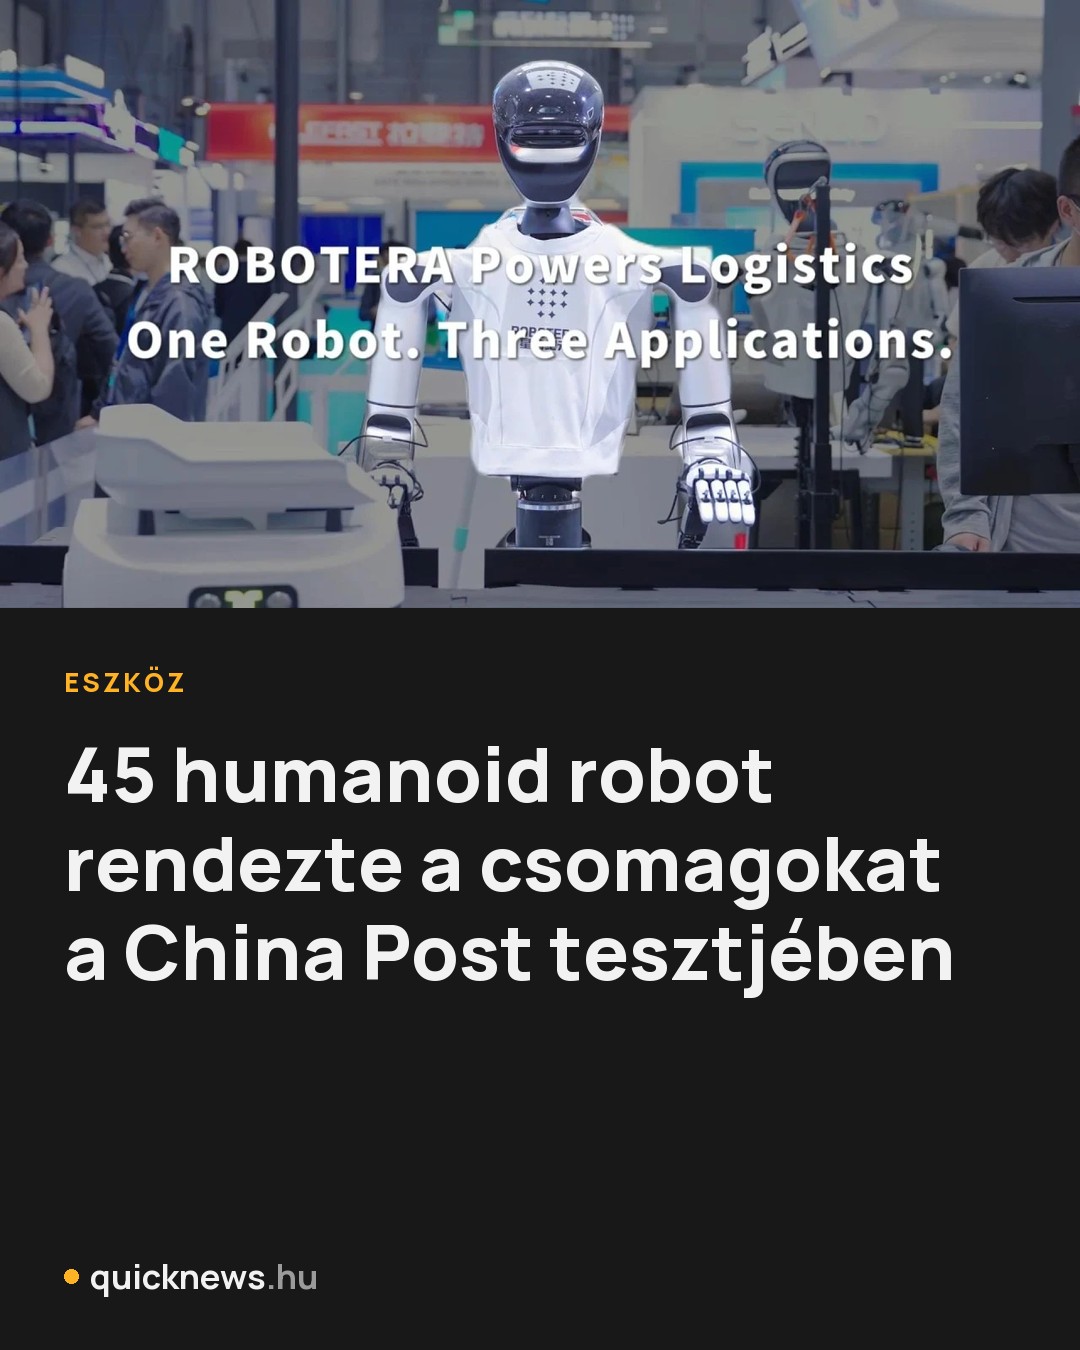 ROBOTERA Powers Logistics
One Robot. Three Applications.
ESZKÖZ
45 humanoid robot
rendezte a csomagokat
a China Post tesztjében
quicknews.hu